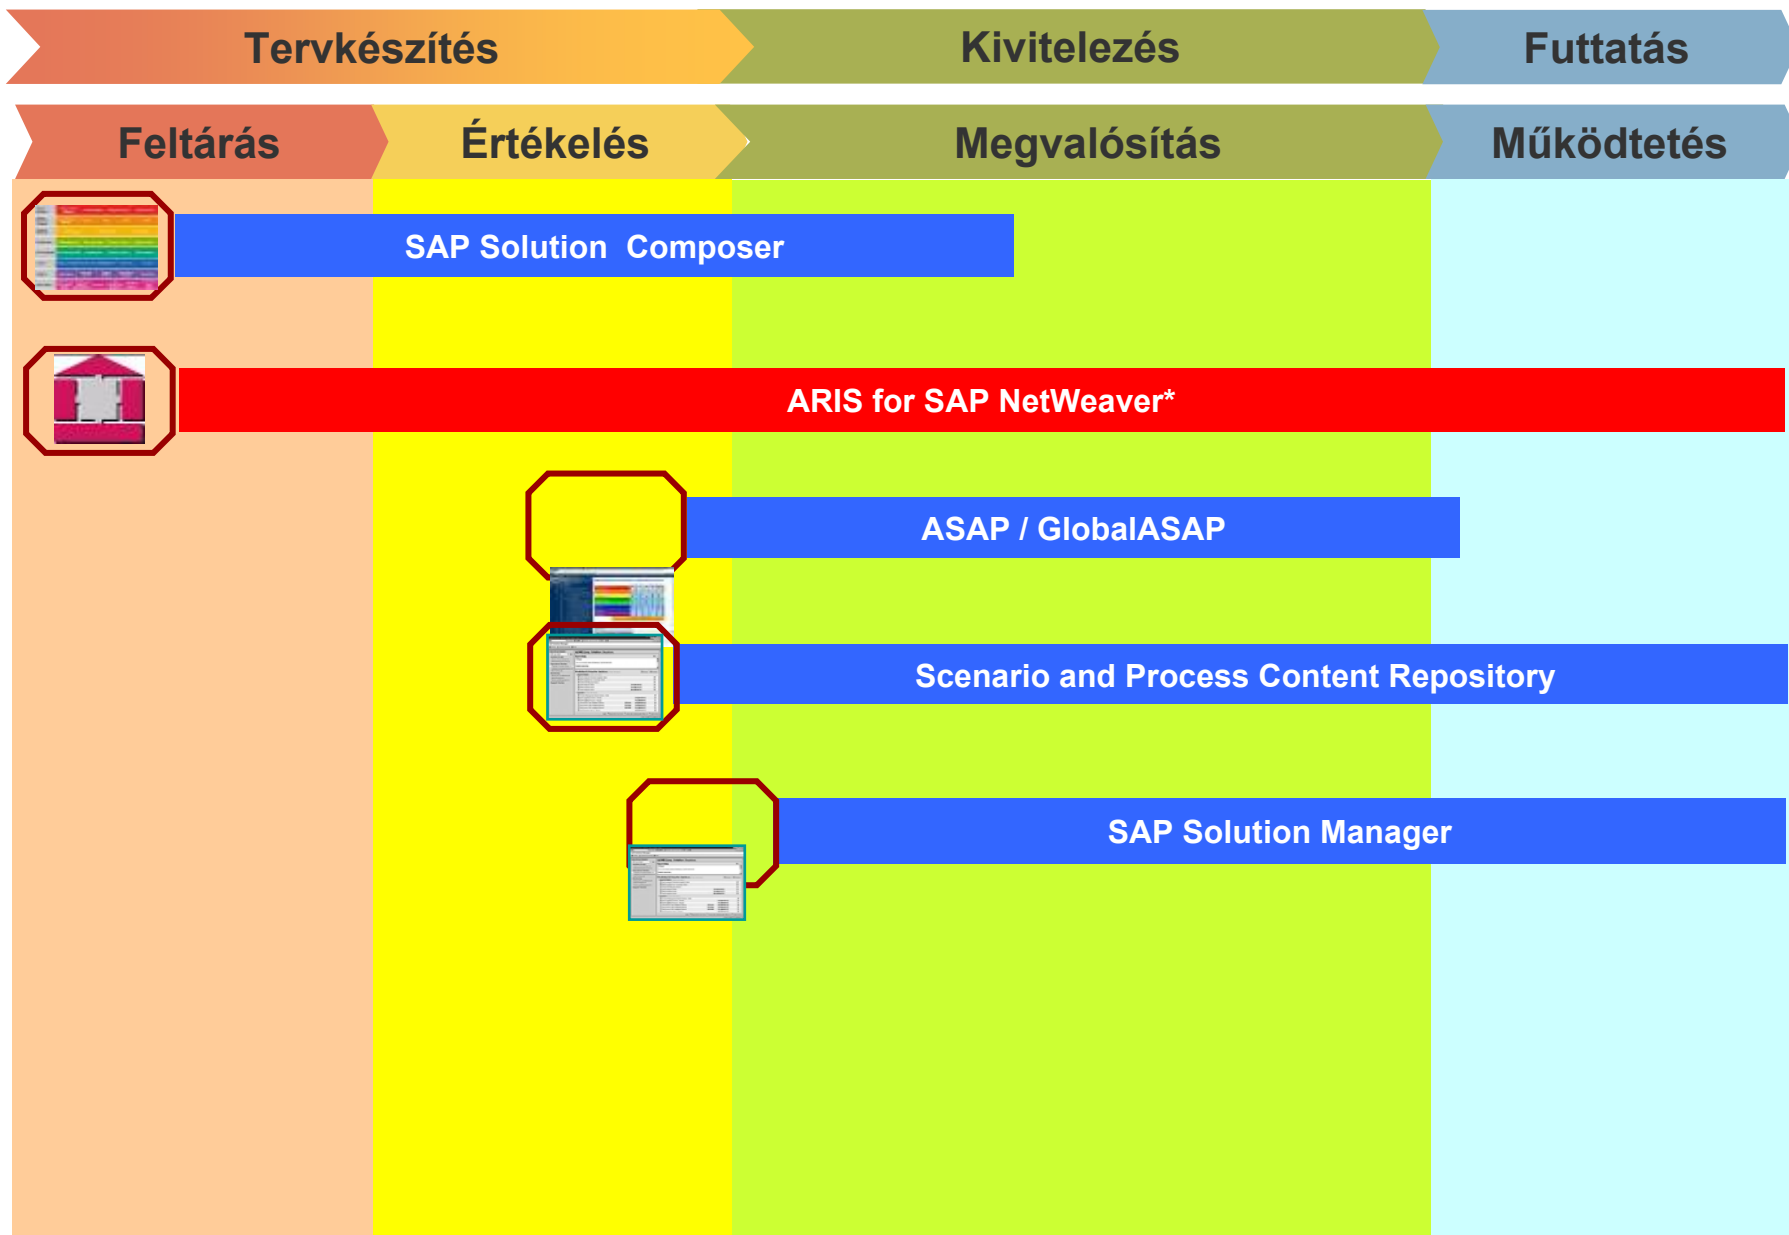 Tervkészítés
Kivitelezés
Futtatás
Feltárás
Értékelés
Megvalósítás
Működtetés
SAP Solution Composer
ARIS for SAP NetWeaver*
ASAP / GlobalASAP
Scenario and Process Content Repository
SAP Solution Manager